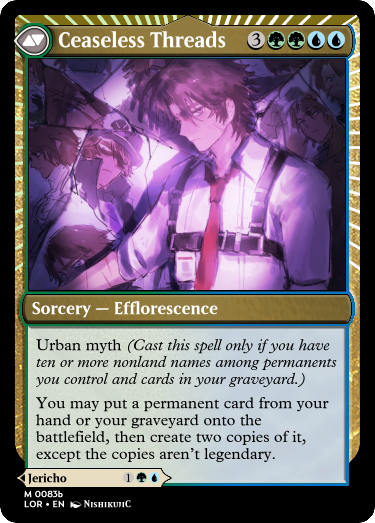 Ceaseless Threads 3
Sorcery — Efflorescence
Urban myth (Cast this spell only if you have
ten or more nonland names among permanents
you control and cards in your graveyard.)
You may put a permanent card from your
hand or your graveyard onto the
battlefield, then create two copies of it,
except the copies aren't legendary.
Jericho 1
M 0083b
LOR • EN NishikujiC